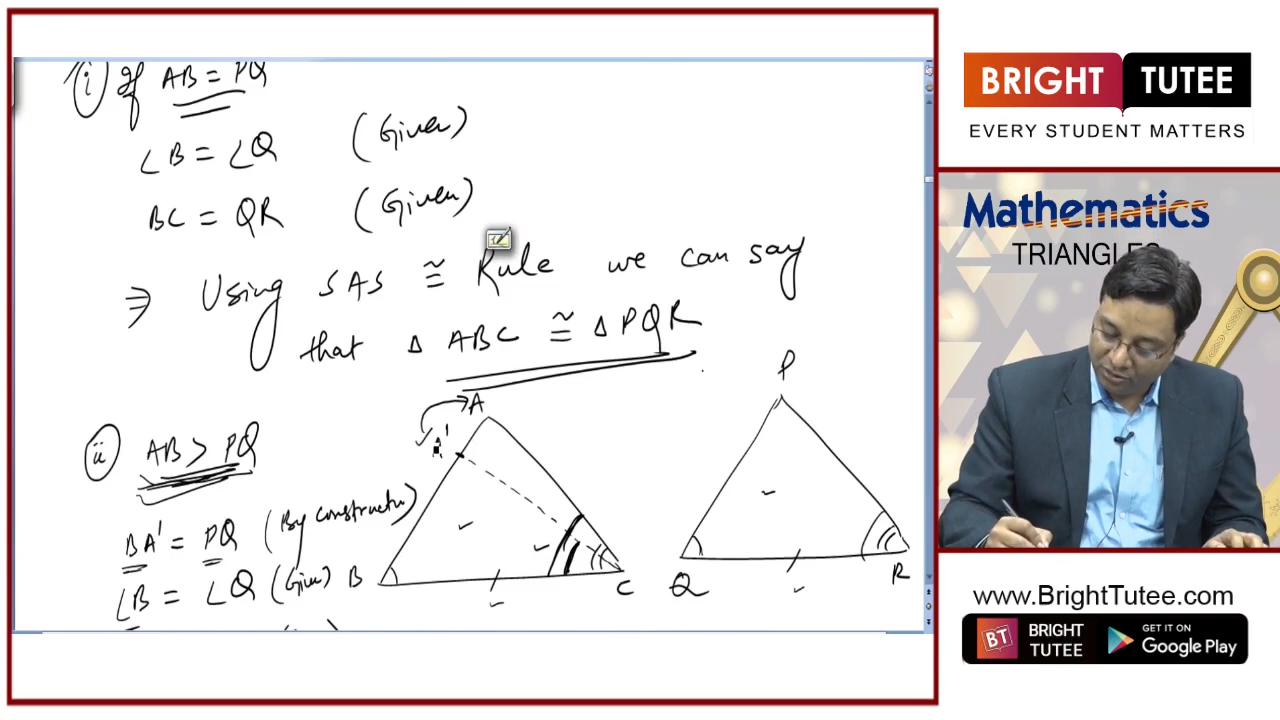 (i) If AB = PQ
∠B = ∠Q (Given)
BC = QR (Given)
⇒ Using SAS ≅ Rule we can say
that Δ ABC ≅ Δ PQR
(ii) AB > PQ
BA' = PQ (By constructn)
∠B = ∠Q (Given)
A
A'
B
C
P
Q
R
BRIGHT TUTEE
EVERY STUDENT MATTERS
Mathematics
TRIANGL
www.BrightTutee.com
BT
BRIGHT
TUTEE
GET IT ON
Google Play